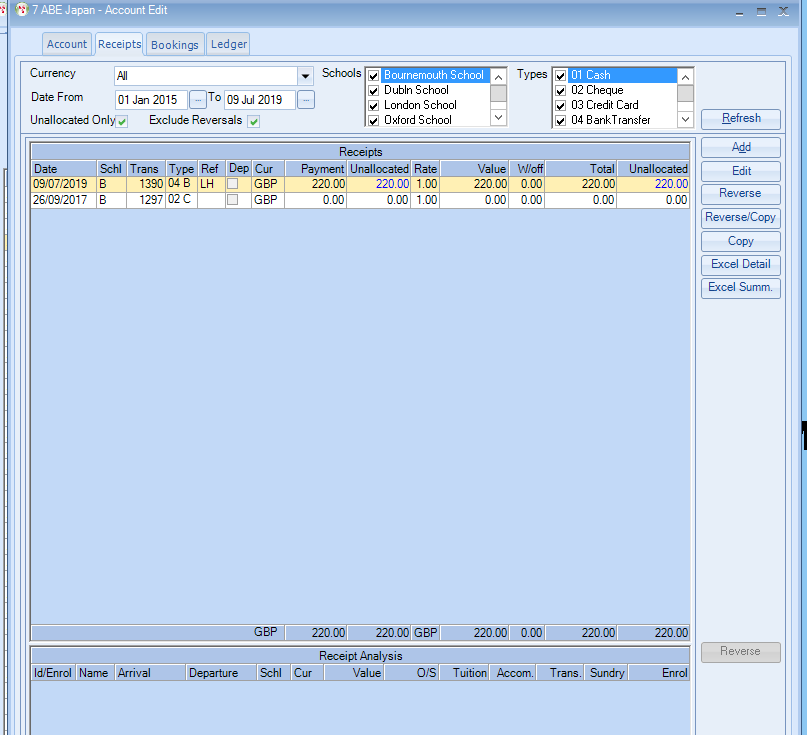 7 ABE Japan - Account Edit
Account Receipts Bookings Ledger
Currency All Schools Bournemouth School Types 01 Cash
Dubln School 02 Cheque
Date From 01 Jan 2015 ... To 09 Jul 2019 ... London School 03 Credit Card
Unallocated Only Exclude Reversals Oxford School 04 BankTransfer
Refresh
Add
Edit
Reverse
Reverse/Copy
Copy
Excel Detail
Excel Summ.
Receipts
Date Schl Trans Type Ref Dep Cur Payment Unallocated Rate Value W/off Total Unallocated
09/07/2019 B 1390 04 B LH GBP 220.00 220.00 1.00 220.00 0.00 220.00 220.00
26/09/2017 B 1297 02 C GBP 0.00 0.00 1.00 0.00 0.00 0.00 0.00
GBP 220.00 220.00 GBP 220.00 0.00 220.00 220.00
Reverse
Receipt Analysis
Id/Enrol Name Arrival Departure Schl Cur Value O/S Tuition Accom. Trans. Sundry Enrol